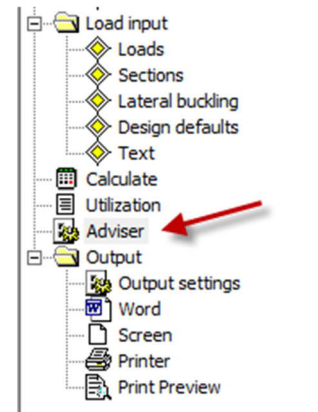 Load input
Loads
Sections
Lateral buckling
Design defaults
Text
Calculate
Utilization
Adviser
Output
Output settings
Word
Screen
Printer
Print Preview